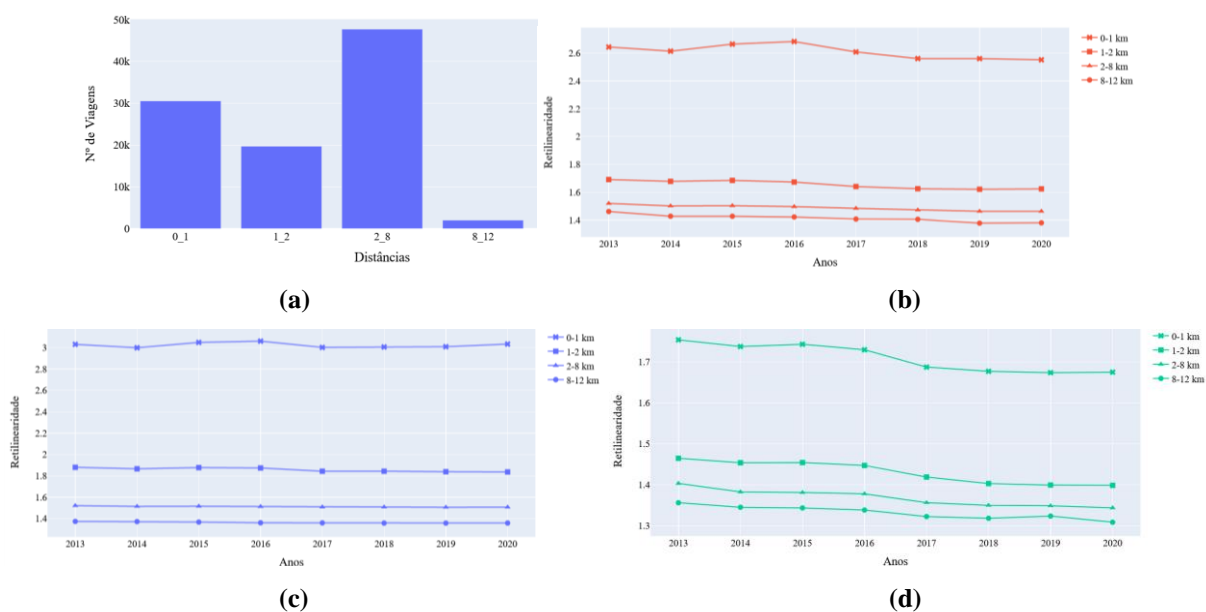 50k
40k
30k
20k
10k
0
Nº de Viagens
0_1 1_2 2_8 8_12
Distâncias
(a)
2.6
2.4
2.2
2
1.8
1.6
1.4
Retilinearidade
2013 2014 2015 2016 2017 2018 2019 2020
Anos
0-1 km
1-2 km
2-8 km
8-12 km
(b)
3
2.8
2.6
2.4
2.2
2
1.8
1.6
1.4
Retilinearidade
2013 2014 2015 2016 2017 2018 2019 2020
Anos
0-1 km
1-2 km
2-8 km
8-12 km
(c)
1.7
1.6
1.5
1.4
1.3
Retilinearidade
2013 2014 2015 2016 2017 2018 2019 2020
Anos
0-1 km
1-2 km
2-8 km
8-12 km
(d)